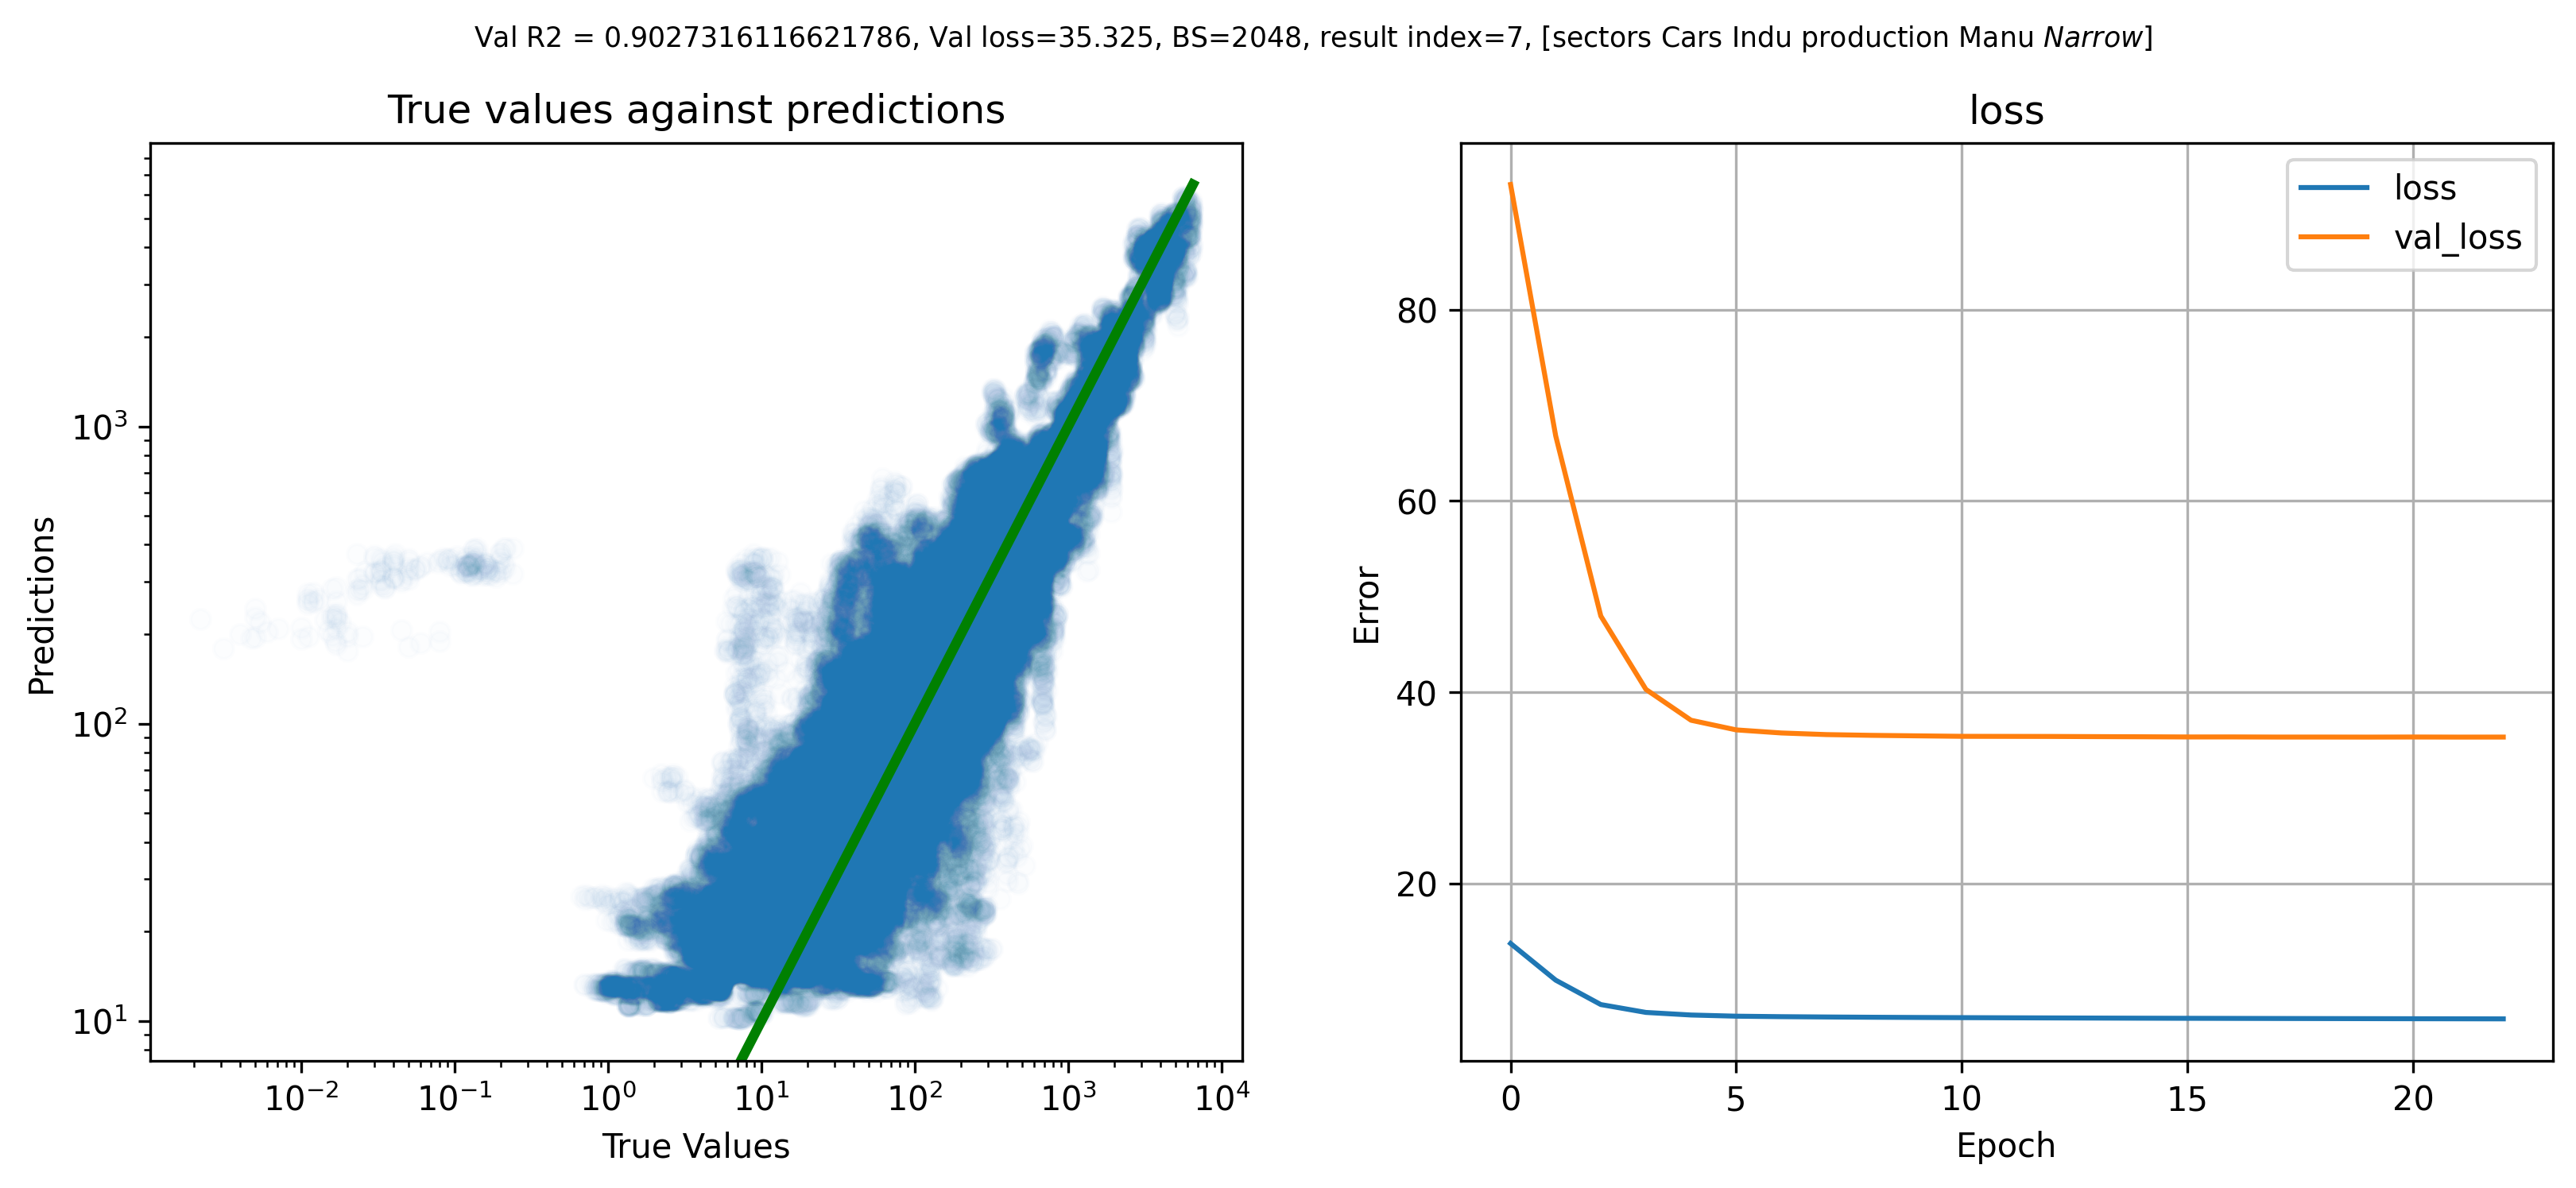 Val R2 = 0.9027316116621786, Val loss=35.325, BS=2048, result index=7, [sectors Cars Indu production Manu Narrow]
True values against predictions
Predictions
10³
10²
10¹
10⁻²
10⁻¹
10⁰
10¹
10²
10³
10⁴
True Values
loss
loss
val_loss
Error
80
60
40
20
0
5
10
15
20
Epoch